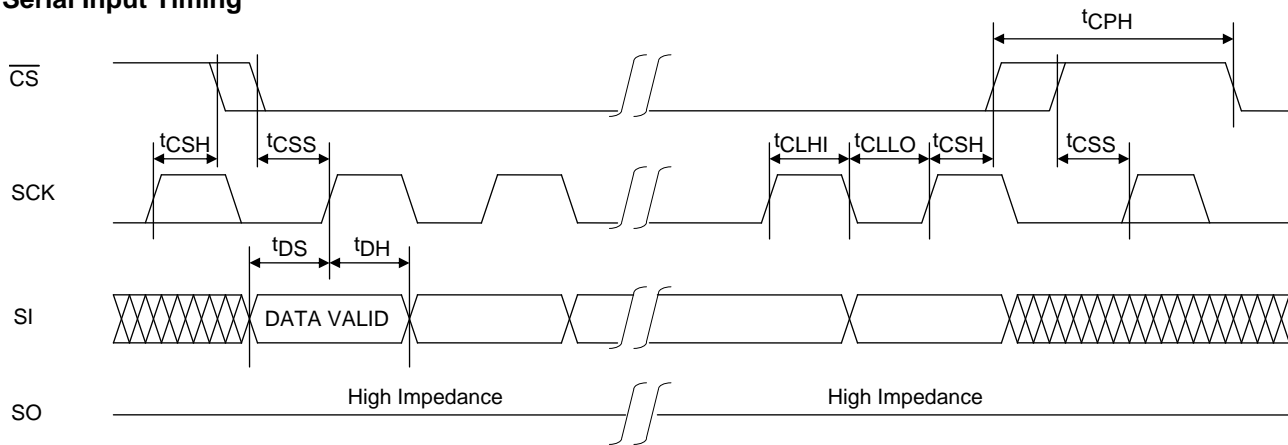 Serial Input Timing
tCPH
CS
tCSH
tCSS
tCLHI
tCLLO
tCSH
tCSS
SCK
tDS
tDH
SI
DATA VALID
High Impedance
High Impedance
SO